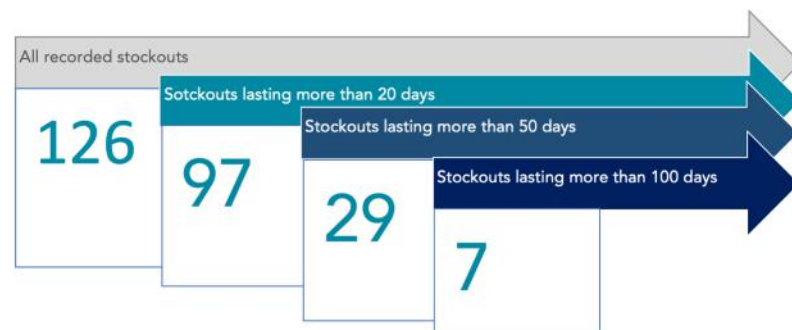 All recorded stockouts
Sotckouts lasting more than 20 days
Stockouts lasting more than 50 days
Stockouts lasting more than 100 days
126
97
29
7